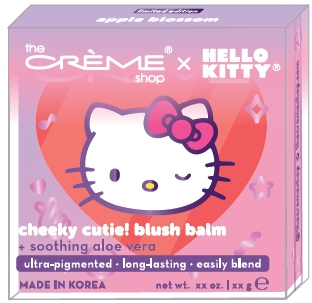 limited edition
apple blossom
the
CRÈME®
shop
×
HELLO
KITTY®
cheeky cutie! blush balm
+ soothing aloe vera
ultra-pigmented · long-lasting · easily blend
MADE IN KOREA
net wt. xx oz. | xx g ℮